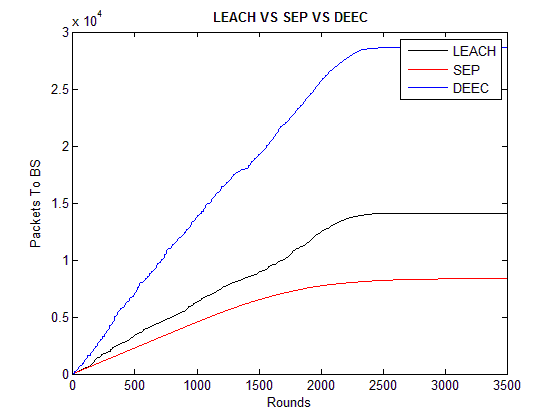 LEACH VS SEP VS DEEC
x 10^4
3
2.5
2
1.5
1
0.5
0
0 500 1000 1500 2000 2500 3000 3500
Packets To BS
Rounds
LEACH
SEP
DEEC